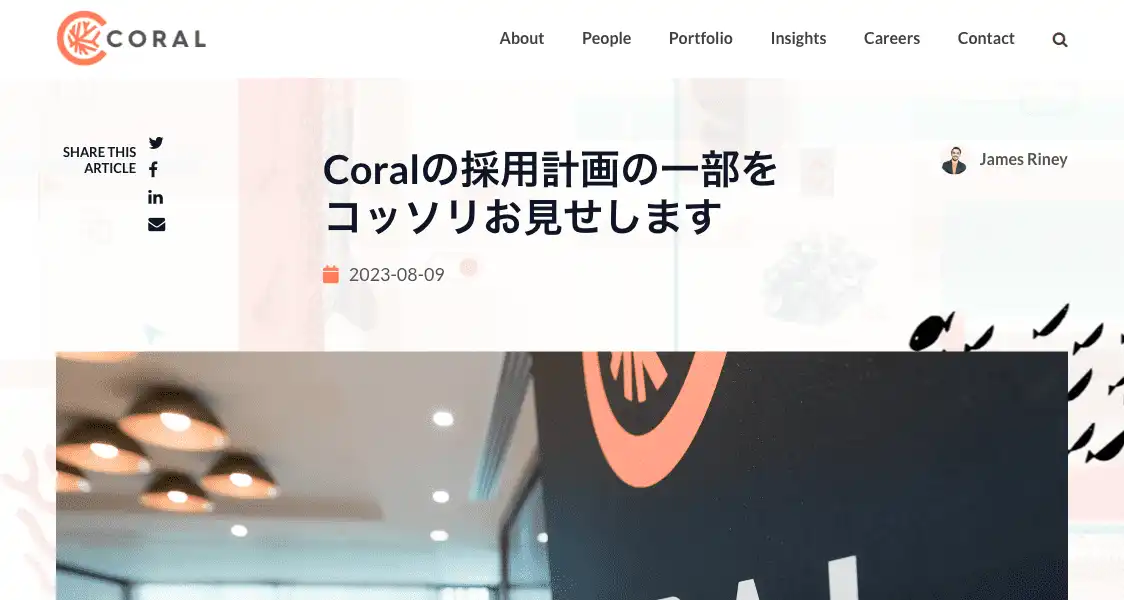 CORAL
About People Portfolio Insights Careers Contact
SHARE THIS
ARTICLE
Coralの採用計画の一部を
コッソリお見せします
James Riney
2023-08-09